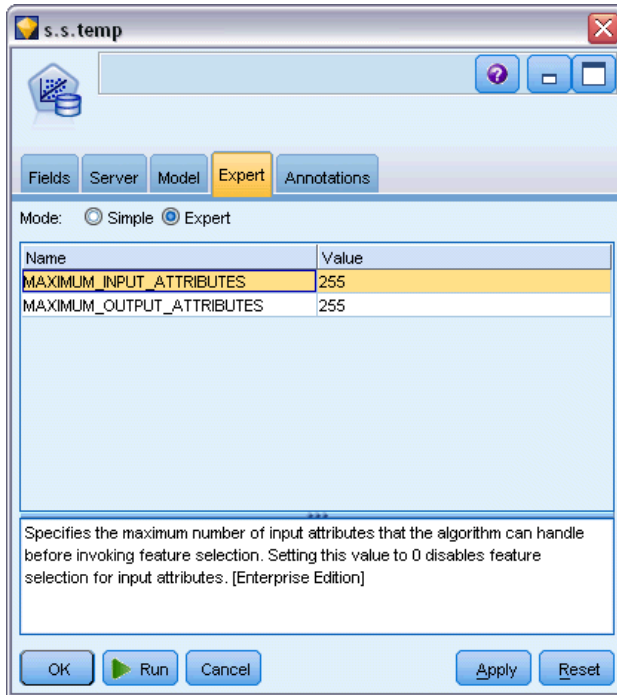 s.s.temp
Fields Server Model Expert Annotations
Mode: Simple Expert
Name Value
MAXIMUM_INPUT_ATTRIBUTES 255
MAXIMUM_OUTPUT_ATTRIBUTES 255
Specifies the maximum number of input attributes that the algorithm can handle
before invoking feature selection. Setting this value to 0 disables feature
selection for input attributes. [Enterprise Edition]
OK Run Cancel Apply Reset